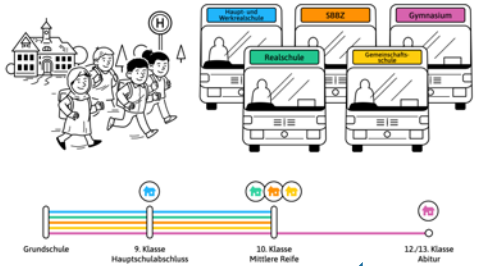 H
Haupt- und
Werkrealschule
SBBZ
Gymnasium
Realschule
Gemeinschafts-
schule
Grundschule
9. Klasse
Hauptschulabschluss
10. Klasse
Mittlere Reife
12./13. Klasse
Abitur